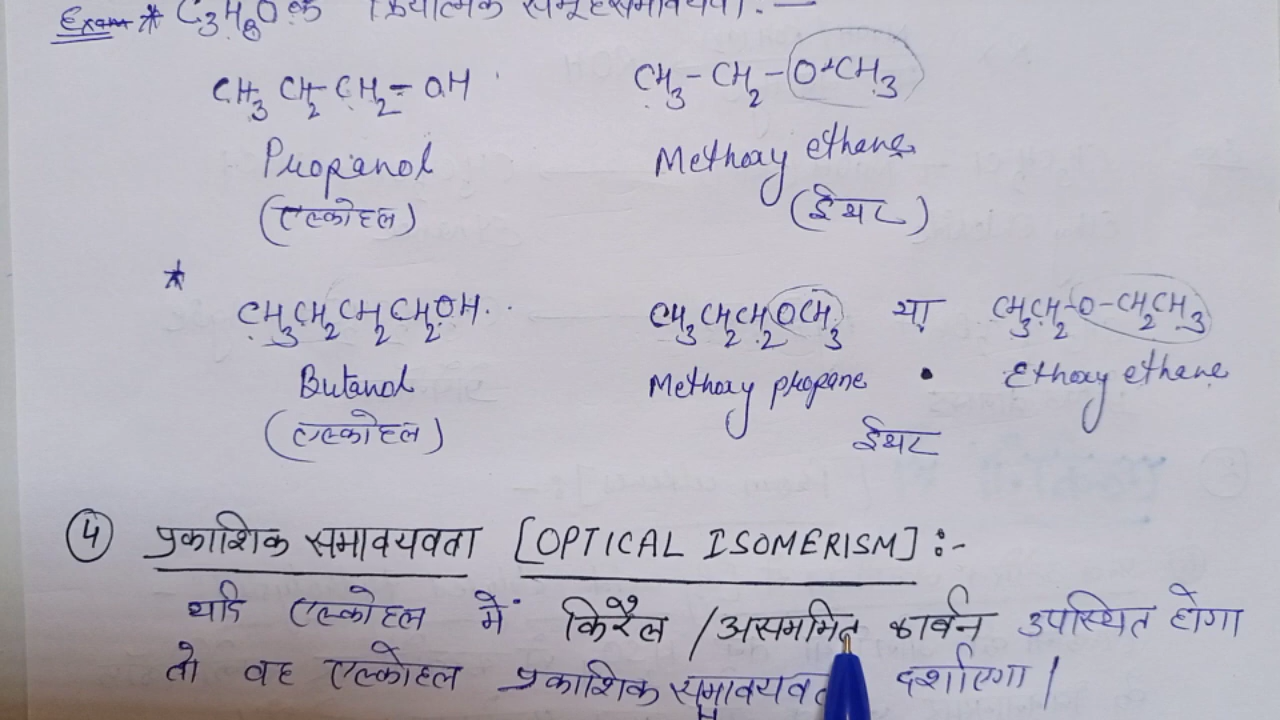 Exam * C₃H₈O के क्रियात्मक समूह समावयवी :—
CH₃ CH₂-CH₂-OH
CH₃-CH₂-O-CH₃
Propanol
Methoxy ethane
(एल्कोहल)
(ईथर)
*
CH₃CH₂CH₂CH₂OH
CH₃CH₂CH₂OCH₃ या CH₃CH₂-O-CH₂CH₃
Butanol
Methoxy propane • Ethoxy ethane
(एल्कोहल)
ईथर
④ प्रकाशिक समावयवता [OPTICAL ISOMERISM] :-
यदि एल्कोहल में किरैल / असममित कार्बन उपस्थित होगा
तो वह एल्कोहल प्रकाशिक समावयवत दर्शाएगा |